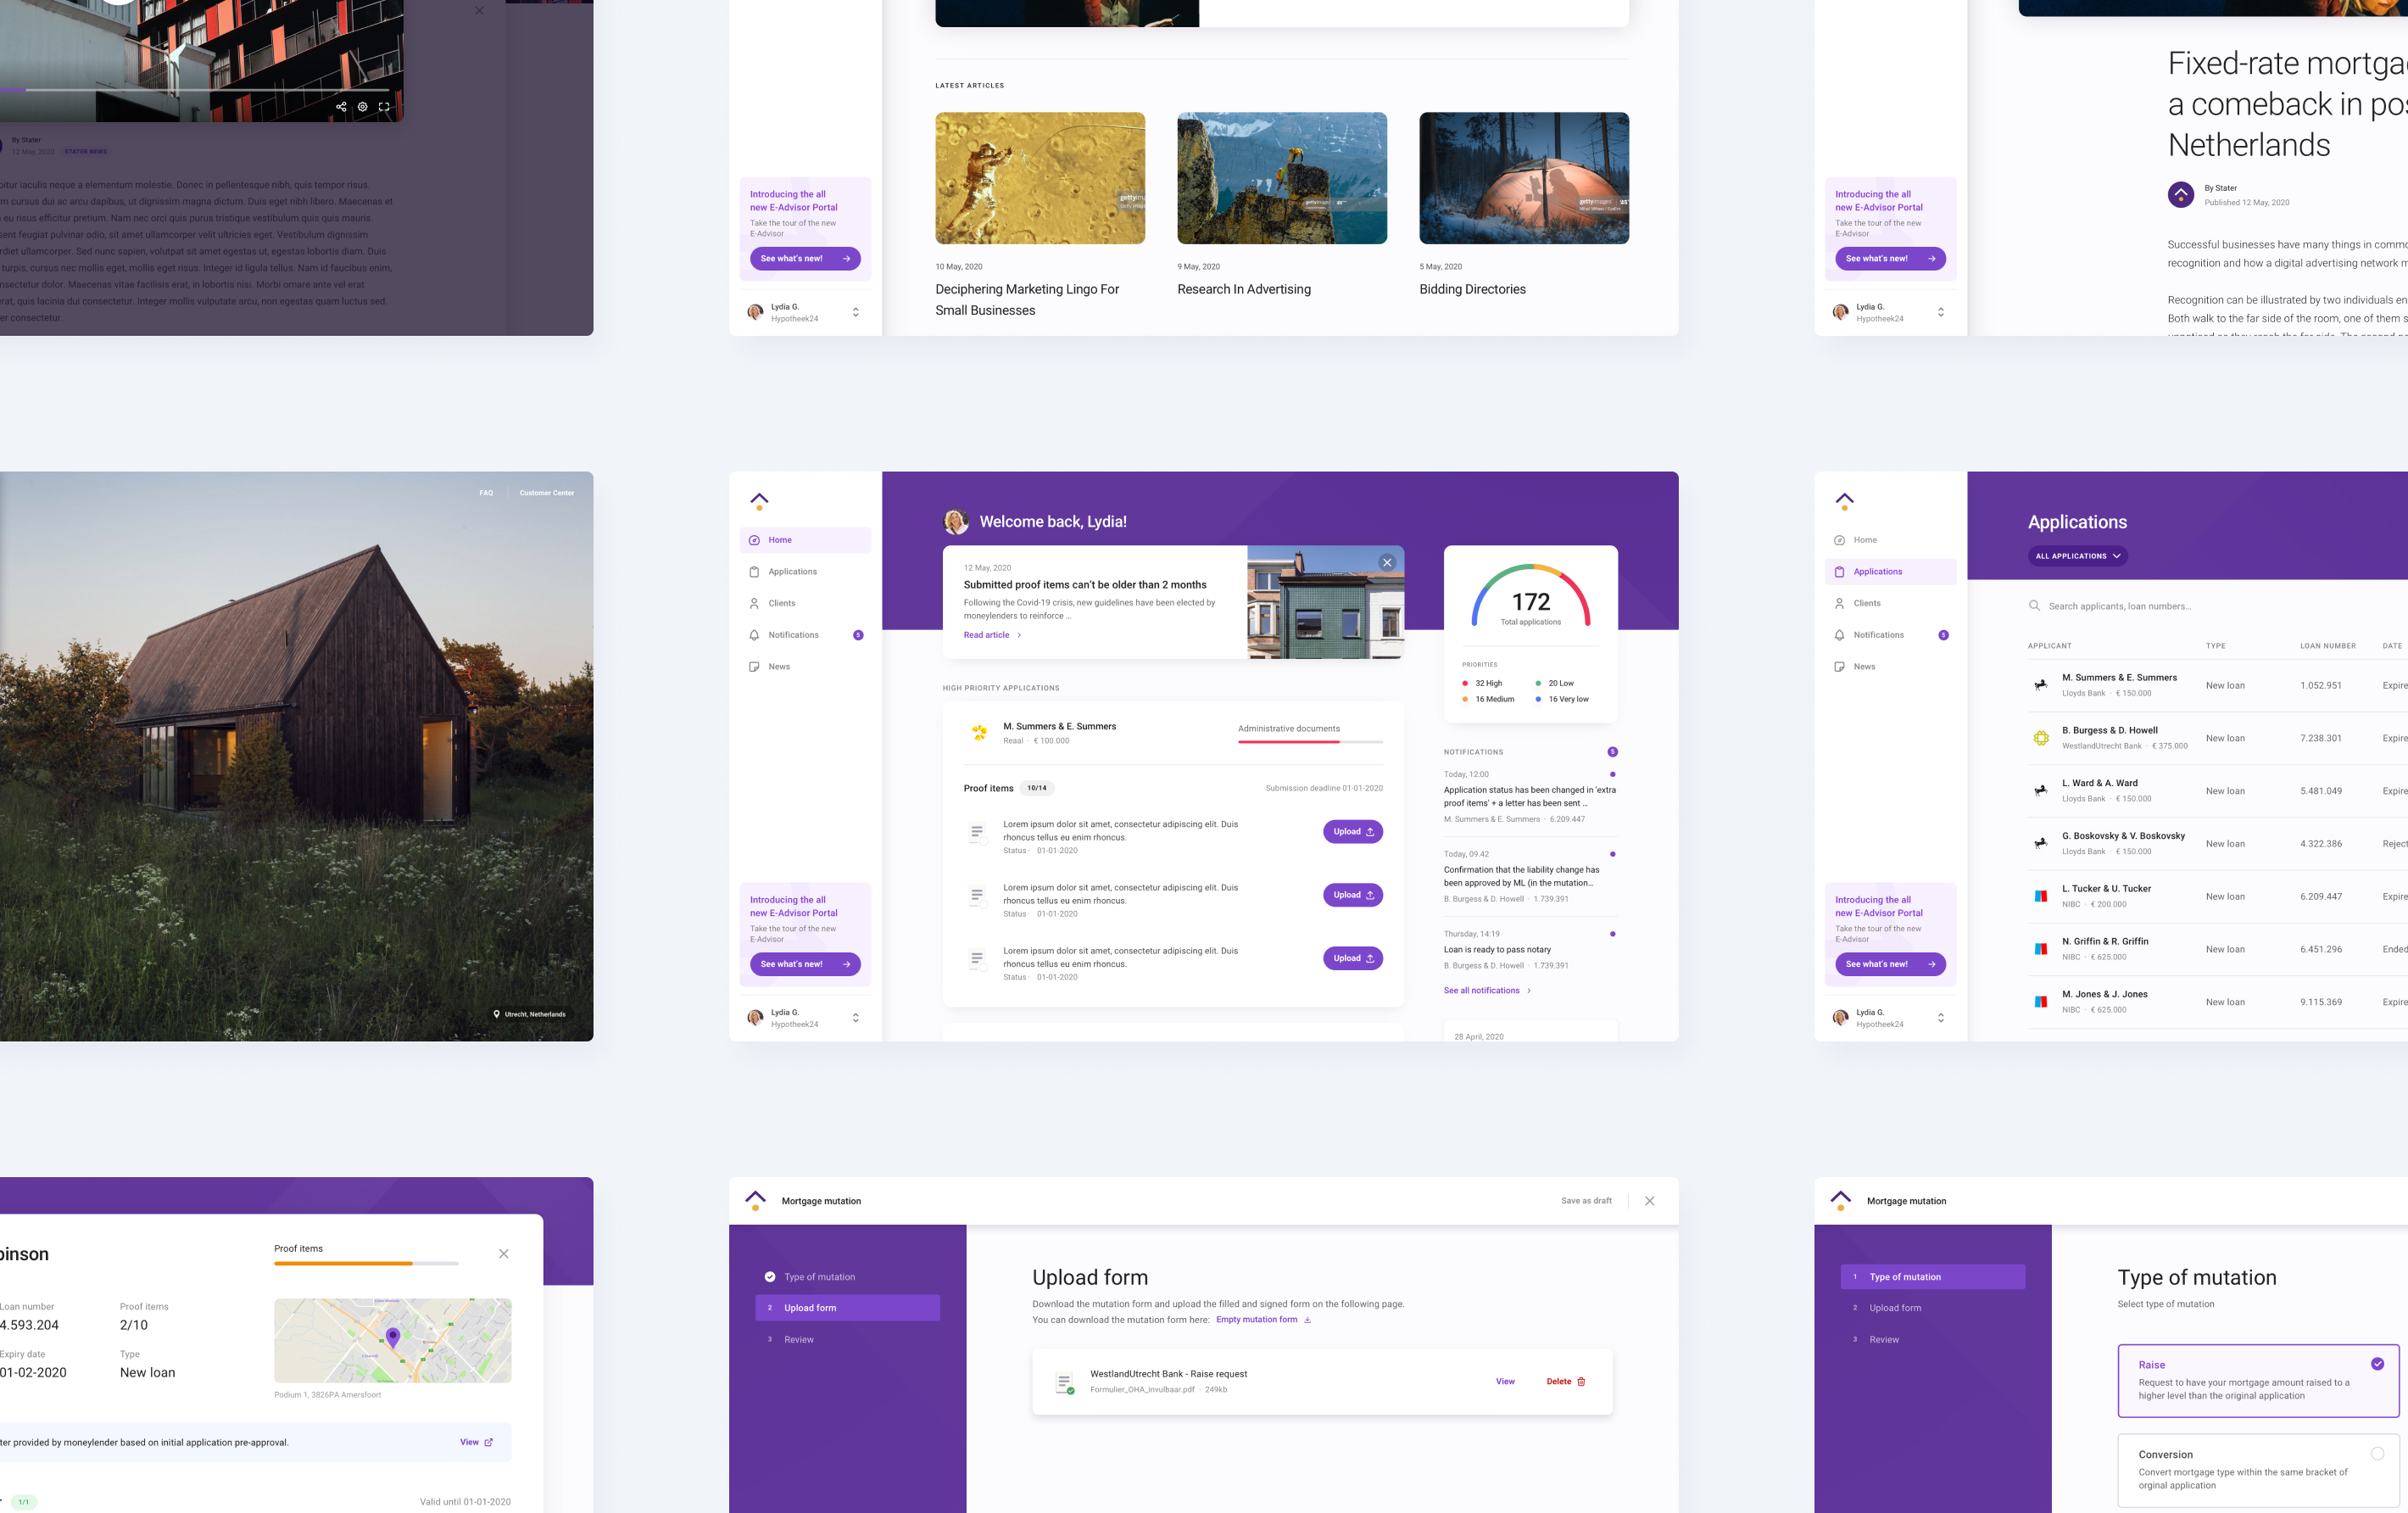 By Stater
12 May, 2020 STATER NEWS
itur iaculis neque a elementum molestie. Donec in pellentesque nibh, quis tempor risus.
m cursus dui ac arcu dapibus, ut dignissim magna dictum. Duis eget nibh libero. Maecenas et
eu risus efficitur pretium. Nam nec orci quis purus tristique vestibulum quis quis mauris.
sent feugiat pulvinar odio, sit amet ullamcorper velit ultricies eget. Vestibulum dignissim
rdiet ullamcorper. Sed nunc sapien, volutpat sit amet egestas ut, egestas lobortis diam. Duis
turpis, cursus nec mollis eget, mollis eget risus. Integer id ligula tellus. Nam id faucibus enim,
nsectetur dolor. Maecenas vitae facilisis erat, in lobortis nisi. Morbi ornare ante vel erat
rat, quis lacinia dui consectetur. Integer mollis vulputate arcu, non egestas quam luctus sed.
er consectetur.
Introducing the all
new E-Advisor Portal
Take the tour of the new
E-Advisor
See what's new!
Lydia G.
Hypotheek24
LATEST ARTICLES
10 May, 2020
Deciphering Marketing Lingo For
Small Businesses
gettyimages
9 May, 2020
Research In Advertising
gettyimages
5 May, 2020
Bidding Directories
Introducing the all
new E-Advisor Portal
Take the tour of the new
E-Advisor
See what's new!
Lydia G.
Hypotheek24
Fixed-rate mortga
a comeback in pos
Netherlands
By Stater
Published 12 May, 2020
Successful businesses have many things in commo
recognition and how a digital advertising network m
Recognition can be illustrated by two individuals en
Both walk to the far side of the room, one of them s
FAQ
Customer Center
Utrecht, Netherlands
Home
Applications
Clients
Notifications 5
News
Introducing the all
new E-Advisor Portal
Take the tour of the new
E-Advisor
See what's new!
Lydia G.
Hypotheek24
Welcome back, Lydia!
12 May, 2020
Submitted proof items can't be older than 2 months
Following the Covid-19 crisis, new guidelines have been elected by
moneylenders to reinforce ...
Read article
HIGH PRIORITY APPLICATIONS
M. Summers & E. Summers
Reaal · € 100.000
Administrative documents
Proof items 10/14
Submission deadline 01-01-2020
Lorem ipsum dolor sit amet, consectetur adipiscing elit. Duis
rhoncus tellus eu enim rhoncus.
Status · 01-01-2020
Upload
Lorem ipsum dolor sit amet, consectetur adipiscing elit. Duis
rhoncus tellus eu enim rhoncus.
Status · 01-01-2020
Upload
Lorem ipsum dolor sit amet, consectetur adipiscing elit. Duis
rhoncus tellus eu enim rhoncus.
Status · 01-01-2020
Upload
172
Total applications
PRIORITIES
32 High
20 Low
16 Medium
16 Very low
NOTIFICATIONS 5
Today, 12:00
Application status has been changed in 'extra
proof items' + a letter has been sent ...
M. Summers & E. Summers · 6.209.447
Today, 09.42
Confirmation that the liability change has
been approved by ML (in the mutation...
B. Burgess & D. Howell · 1.739.391
Thursday, 14:19
Loan is ready to pass notary
B. Burgess & D. Howell · 1.739.391
See all notifications
28 April, 2020
Home
Applications
Clients
Notifications 5
News
Introducing the all
new E-Advisor Portal
Take the tour of the new
E-Advisor
See what's new!
Lydia G.
Hypotheek24
Applications
ALL APPLICATIONS
Search applicants, loan numbers...
APPLICANT TYPE LOAN NUMBER DATE
M. Summers & E. Summers
Lloyds Bank · € 150.000
New loan 1.052.951 Expire
B. Burgess & D. Howell
WestlandUtrecht Bank · € 375.000
New loan 7.238.301 Expire
L. Ward & A. Ward
Lloyds Bank · € 150.000
New loan 5.481.049 Expire
G. Boskovsky & V. Boskovsky
Lloyds Bank · € 150.000
New loan 4.322.386 Reject
L. Tucker & U. Tucker
NIBC · € 200.000
New loan 6.209.447 Expire
N. Griffin & R. Griffin
NIBC · € 625.000
New loan 6.451.296 Ended
M. Jones & J. Jones
NIBC · € 625.000
New loan 9.115.369 Expire
binson
Proof items
Loan number
4.593.204
Proof items
2/10
Expiry date
01-02-2020
Type
New loan
Podium 1, 3826PA Amersfoort
ter provided by moneylender based on initial application pre-approval.
View
1/1
Valid until 01-01-2020
Mortgage mutation
Save as draft
Type of mutation
2 Upload form
3 Review
Upload form
Download the mutation form and upload the filled and signed form on the following page.
You can download the mutation form here: Empty mutation form
WestlandUtrecht Bank - Raise request
Formulier_OHA_invulbaar.pdf · 249kb
View
Delete
Mortgage mutation
1 Type of mutation
2 Upload form
3 Review
Type of mutation
Select type of mutation
Raise
Request to have your mortgage amount raised to a
higher level than the original application
Conversion
Convert mortgage type within the same bracket of
orginal application